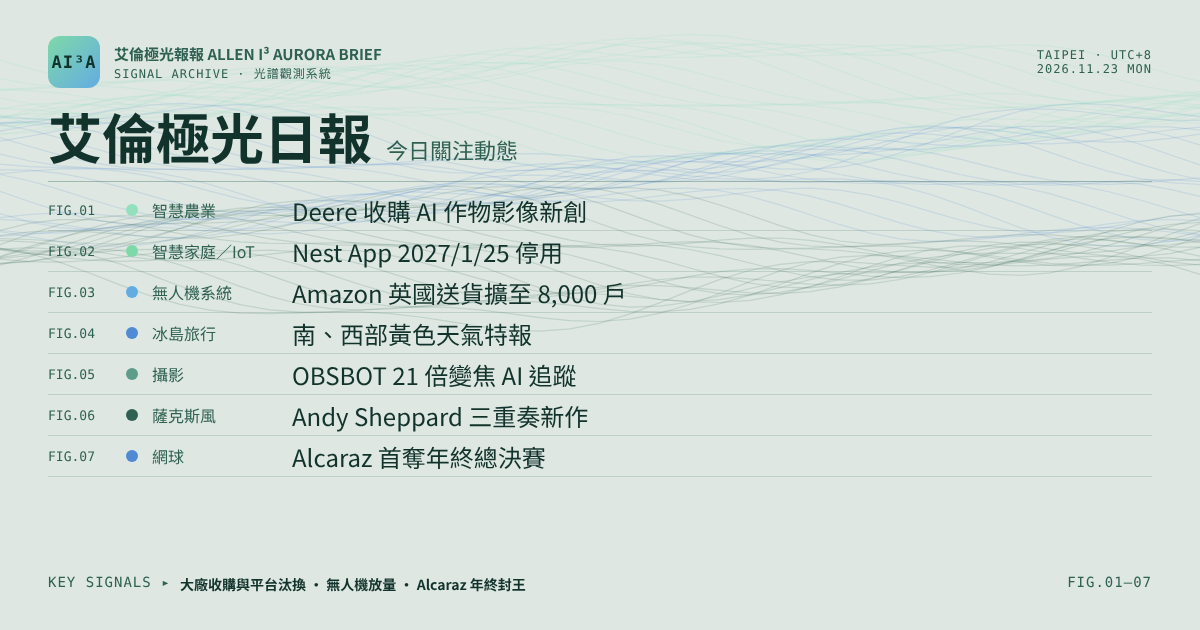 AI³A
艾倫極光報報 ALLEN I³ AURORA BRIEF
SIGNAL ARCHIVE · 光譜觀測系統
TAIPEI · UTC+8
2026.11.23 MON
艾倫極光日報 今日關注動態
FIG.01 智慧農業 Deere 收購 AI 作物影像新創
FIG.02 智慧家庭／IoT Nest App 2027/1/25 停用
FIG.03 無人機系統 Amazon 英國送貨擴至 8,000 戶
FIG.04 冰島旅行 南、西部黃色天氣特報
FIG.05 攝影 OBSBOT 21 倍變焦 AI 追蹤
FIG.06 薩克斯風 Andy Sheppard 三重奏新作
FIG.07 網球 Alcaraz 首奪年終總決賽
KEY SIGNALS ▸ 大廠收購與平台汰換 · 無人機放量 · Alcaraz 年終封王
FIG.01—07